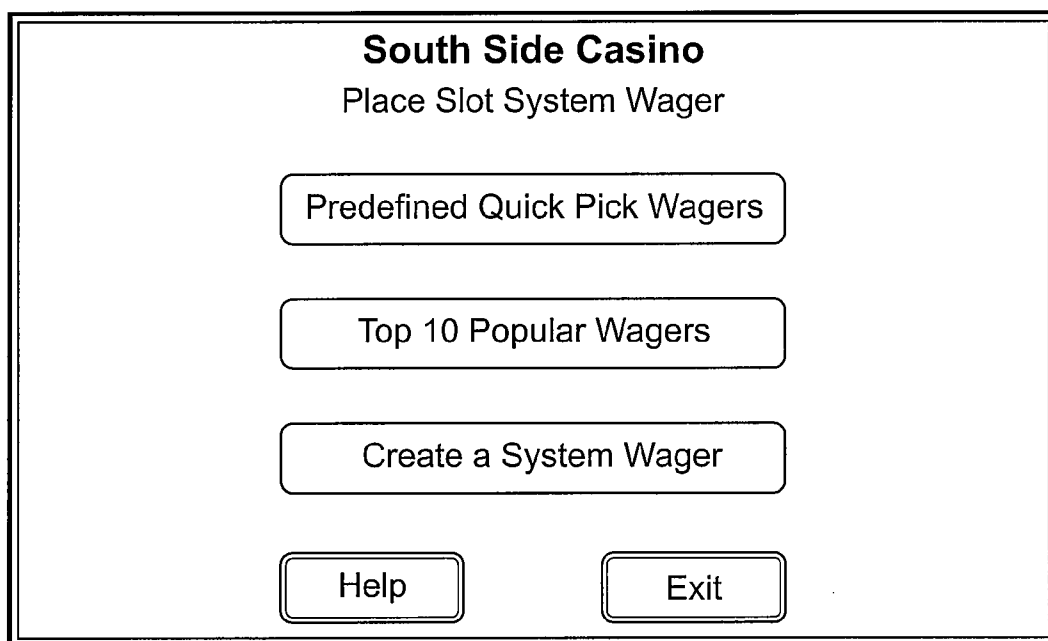 South Side Casino
Place Slot System Wager
Predefined Quick Pick Wagers
Top 10 Popular Wagers
Create a System Wager
Help Exit